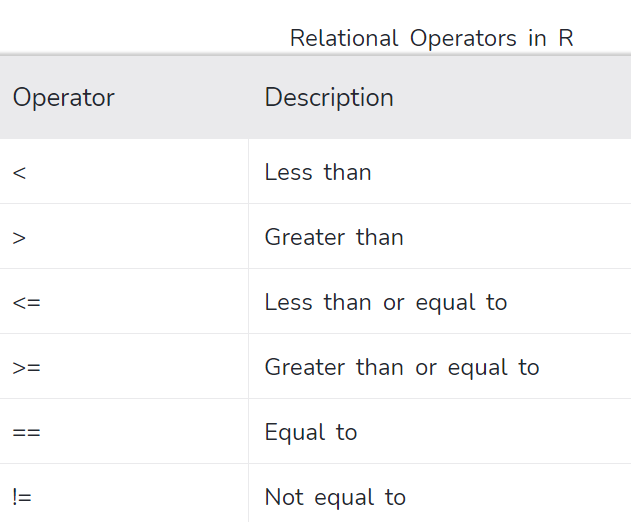 Relational Operators in R
Operator Description
< Less than
> Greater than
<= Less than or equal to
>= Greater than or equal to
== Equal to
!= Not equal to